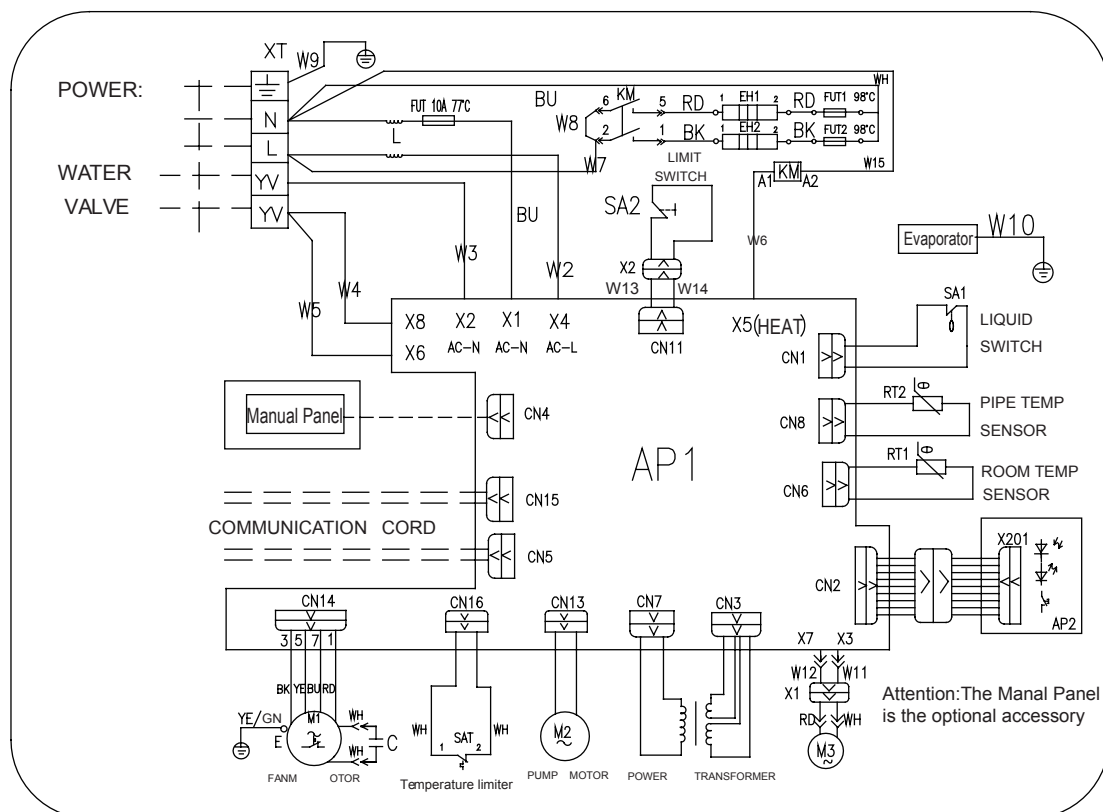 XT
W9
POWER:
N
L
WATER
VALVE
YV
YV
FUT 10A 77°C
L
BU
W8
W7
6
KM
5
RD
1
EH1
2
RD
FUT1
98°C
WH
2
1
BK
1
EH2
2
BK
FUT2
98°C
LIMIT
SWITCH
A1
KM
A2
W15
SA2
X2
W13
W14
W6
BU
W3
W2
W4
W5
Evaporator
W10
X8
X2
X1
X4
X6
AC-N
AC-N
AC-L
CN11
X5(HEAT)
SA1
LIQUID
SWITCH
CN1
RT2
θ
PIPE TEMP
SENSOR
CN8
RT1
θ
ROOM TEMP
SENSOR
CN6
Manual Panel
CN4
AP1
CN15
COMMUNICATION CORD
CN5
CN2
X201
AP2
CN14
3 5 7 1
BK YE BU RD
YE/GN
E
M1
WH
WH
C
FANM OTOR
CN16
WH
WH
1 SAT 2
Temperature limiter
CN13
M2
PUMP MOTOR
CN7
CN3
POWER TRANSFORMER
X7 X3
W12 W11
X1
RD WH
M3
Attention:The Manal Panel
is the optional accessory